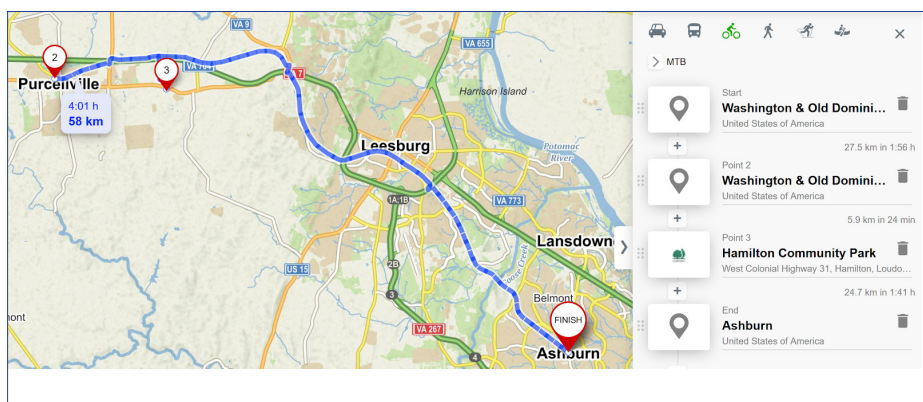 VA 9
VA 655
2
VA 7
3
Purcellville
Harrison Island
4:01 h
58 km
Leesburg
Potomac
River
1A;1B
VA 773
Lansdown
2B
Goose Creek
US 15
3
Belmont
mont
FINISH
VA 267
4
Ashburn
MTB
Start
Washington & Old Domini...
United States of America
27.5 km in 1:56 h
Point 2
Washington & Old Domini...
United States of America
5.9 km in 24 min
Point 3
Hamilton Community Park
West Colonial Highway 31, Hamilton, Loudo...
24.7 km in 1:41 h
End
Ashburn
United States of America